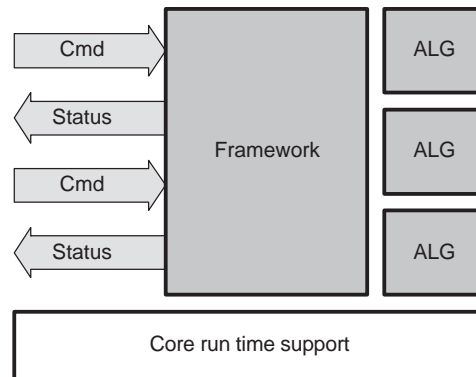 Cmd
ALG
Status
Framework
ALG
Cmd
Status
ALG
Core run time support